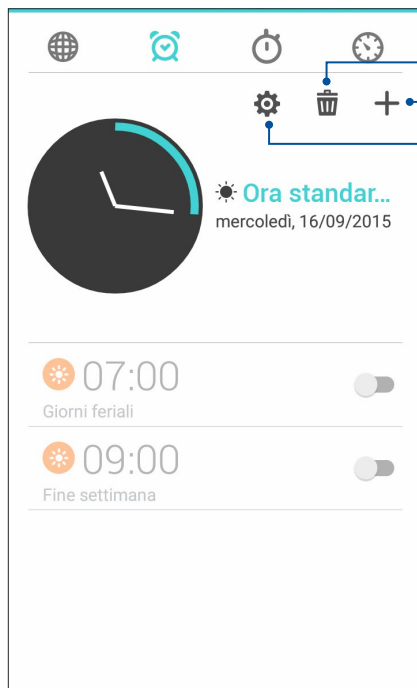 Ora standar...
mercoledì, 16/09/2015
07:00
Giorni feriali
09:00
Fine settimana